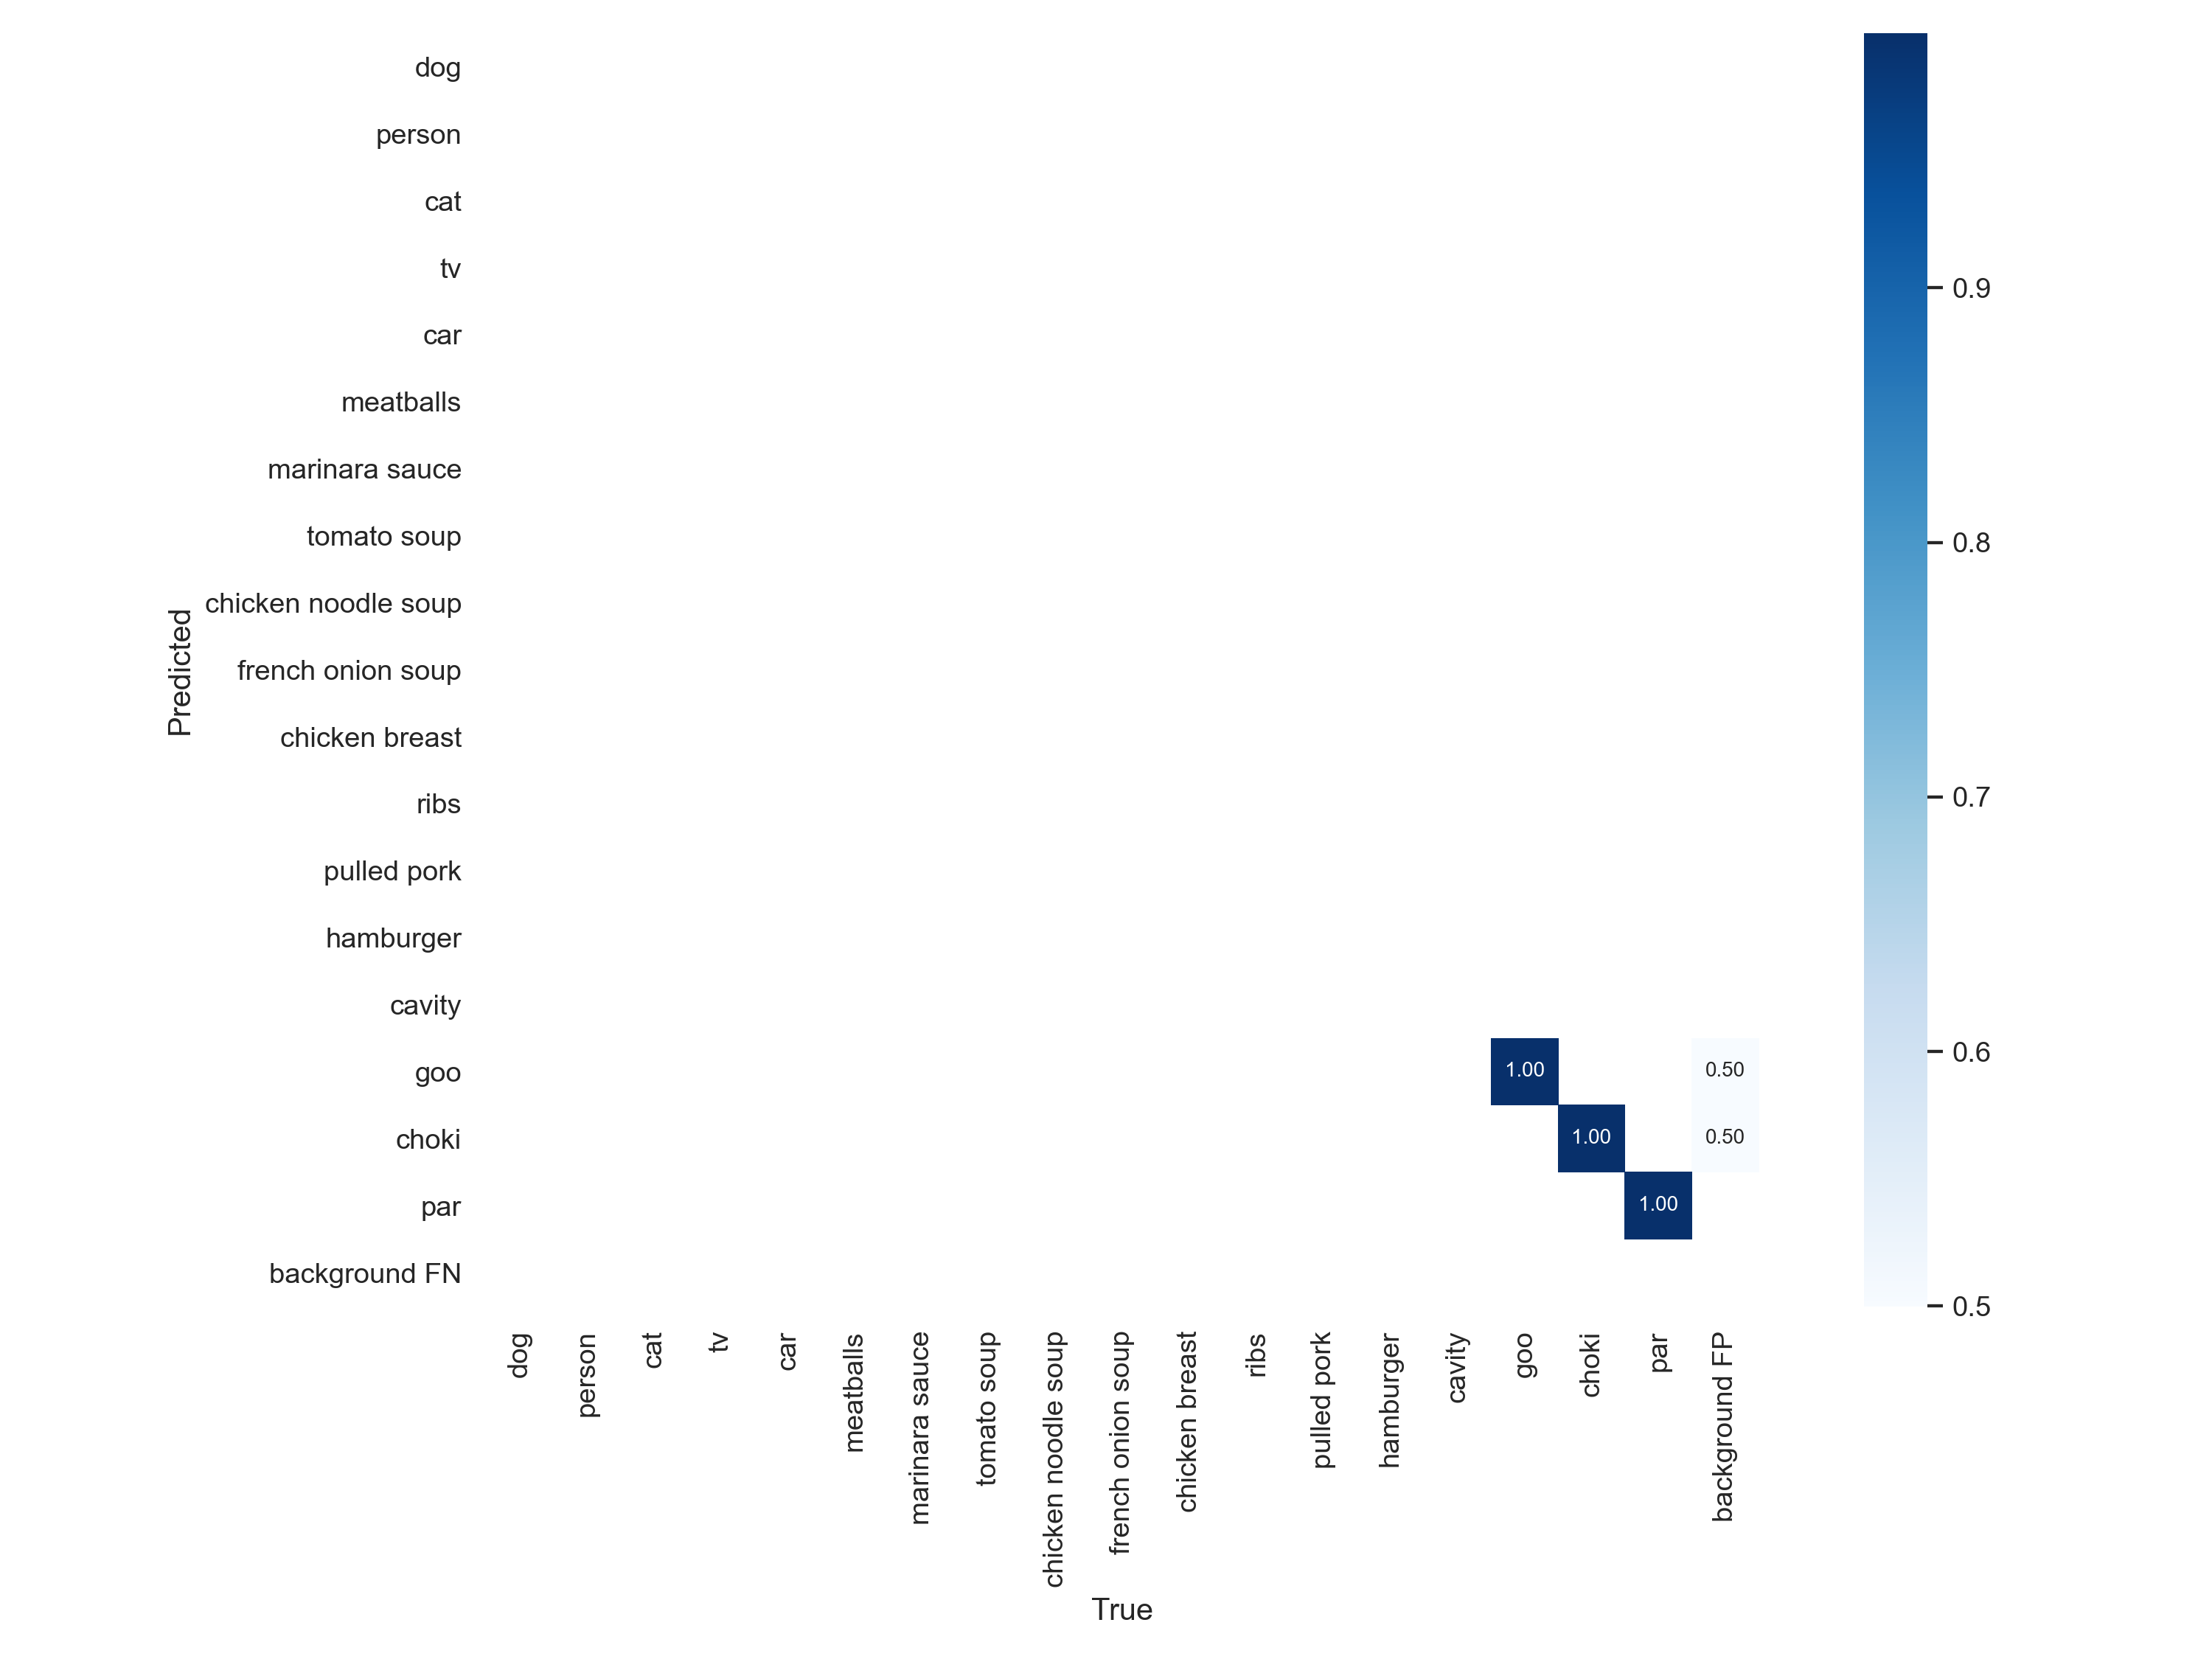 dog
person
cat
tv
car
meatballs
marinara sauce
tomato soup
chicken noodle soup
french onion soup
chicken breast
ribs
pulled pork
hamburger
cavity
goo
choki
par
background FN
Predicted
1.00 0.50
1.00 0.50
1.00
dog
person
cat
tv
car
meatballs
marinara sauce
tomato soup
chicken noodle soup
french onion soup
chicken breast
ribs
pulled pork
hamburger
cavity
goo
choki
par
background FP
True
0.9
0.8
0.7
0.6
0.5